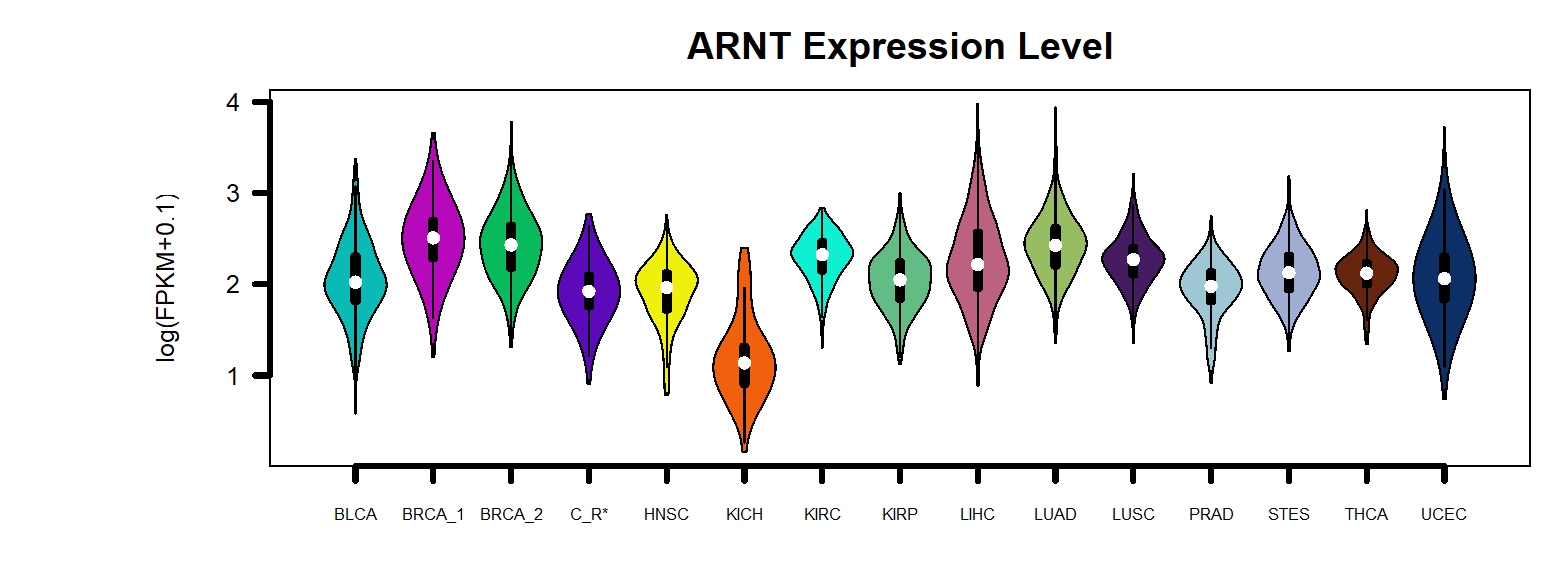 ARNT Expression Level
log(FPKM+0.1)
4
3
2
1
BLCA BRCA_1 BRCA_2 C_R* HNSC KICH KIRC KIRP LIHC LUAD LUSC PRAD STES THCA UCEC